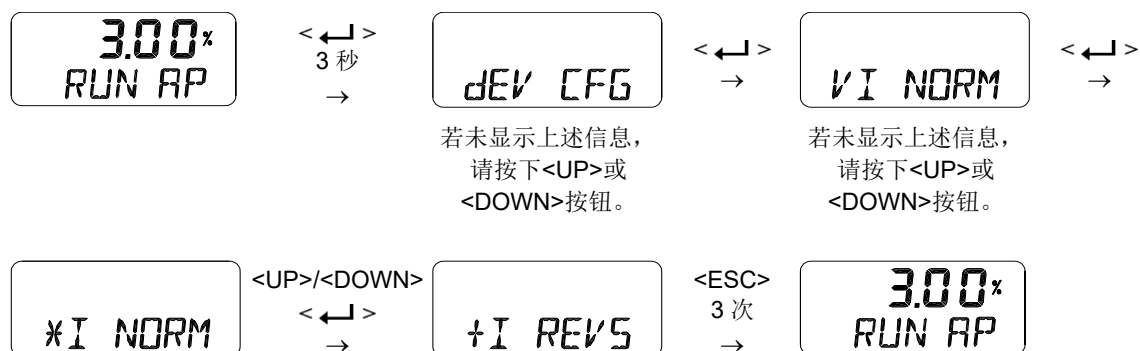 3.00%
RUN AP
< ↵ >
3 秒
→
dEV CFG
若未显示上述信息，
请按下<UP>或
<DOWN>按钮。
< ↵ >
→
VI NORM
若未显示上述信息，
请按下<UP>或
<DOWN>按钮。
< ↵ >
→
*I NORM
<UP>/<DOWN>
< ↵ >
→
+I REVS
<ESC>
3 次
→
3.00%
RUN AP